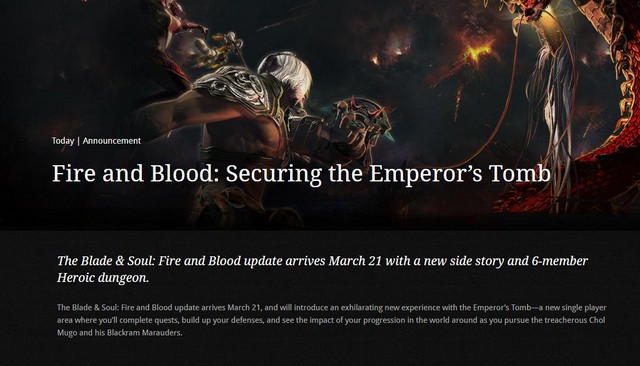 Today | Announcement
Fire and Blood: Securing the Emperor’s Tomb
The Blade & Soul: Fire and Blood update arrives March 21 with a new side story and 6-member
Heroic dungeon.
The Blade & Soul: Fire and Blood update arrives March 21, and will introduce an exhilarating new experience with the Emperor’s Tomb—a new single player
area where you’ll complete quests, build up your defenses, and see the impact of your progression in the world around as you pursue the treacherous Chol
Mugo and his Blackram Marauders.